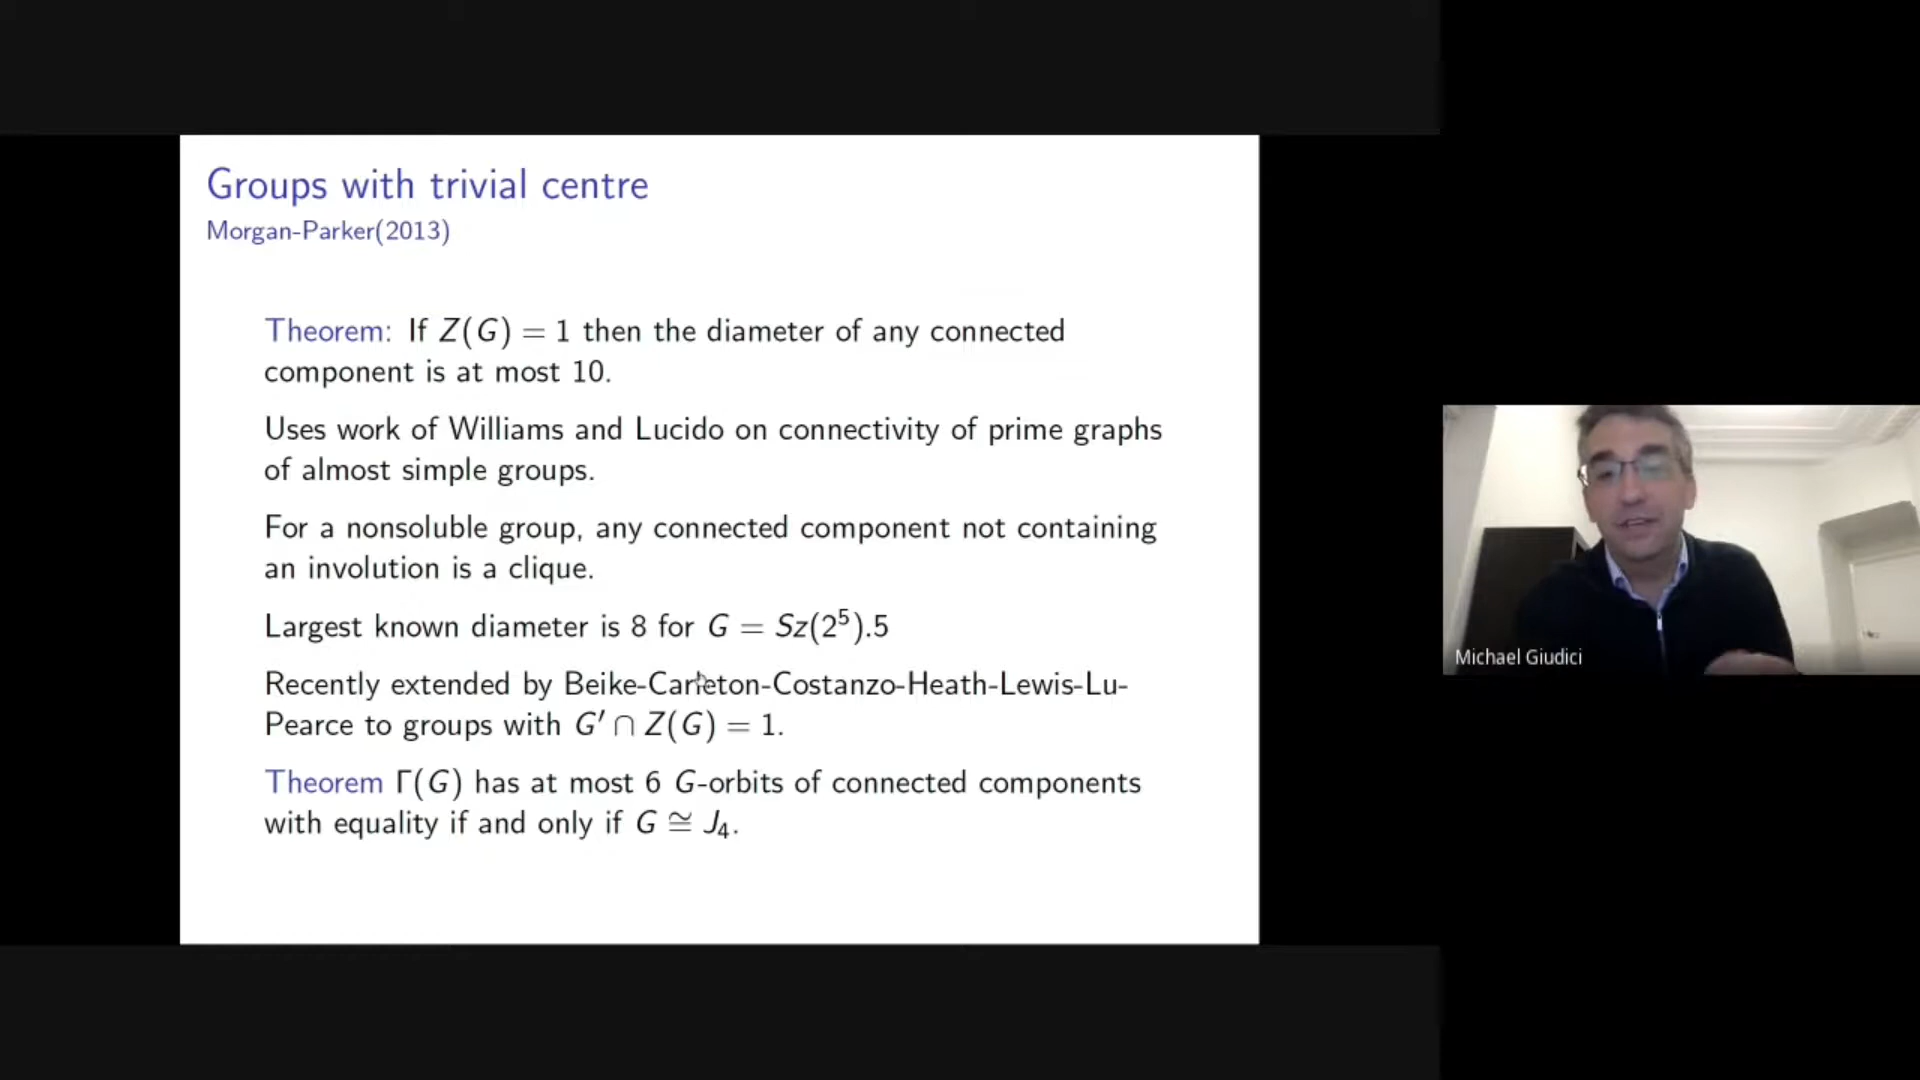 Groups with trivial centre
Morgan-Parker(2013)
Theorem: If Z(G) = 1 then the diameter of any connected
component is at most 10.
Uses work of Williams and Lucido on connectivity of prime graphs
of almost simple groups.
For a nonsoluble group, any connected component not containing
an involution is a clique.
Largest known diameter is 8 for G = Sz(2⁵).5
Recently extended by Beike-Carleton-Costanzo-Heath-Lewis-Lu-
Pearce to groups with G′ ∩ Z(G) = 1.
Theorem Γ(G) has at most 6 G-orbits of connected components
with equality if and only if G ≅ J₄.
Michael Giudici